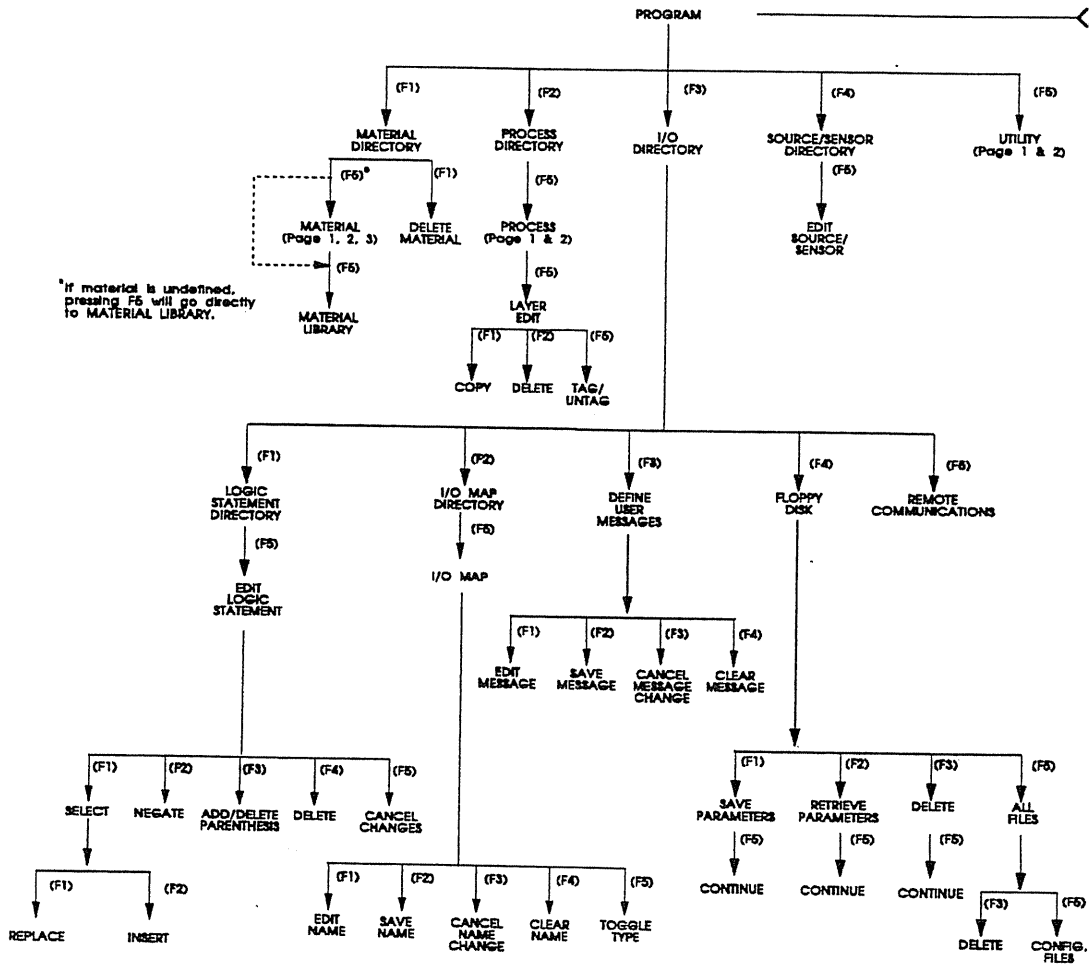 PROGRAM
(F1)
(F2)
(F3)
(F4)
(F5)
MATERIAL
DIRECTORY
PROCESS
DIRECTORY
I/O
DIRECTORY
SOURCE/SENSOR
DIRECTORY
UTILITY
(Page 1 & 2)
(F5)*
(F1)
(F5)
(F5)
MATERIAL
(Page 1, 2, 3)
DELETE
MATERIAL
PROCESS
(Page 1 & 2)
EDIT
SOURCE/
SENSOR
(F5)
(F5)
*If material is undefined,
pressing F5 will go directly
to MATERIAL LIBRARY.
MATERIAL
LIBRARY
LAYER
EDIT
(F1)
(F2)
(F5)
COPY
DELETE
TAG/
UNTAG
(F1)
(F2)
(F3)
(F4)
(F5)
LOGIC
STATEMENT
DIRECTORY
I/O MAP
DIRECTORY
DEFINE
USER
MESSAGES
FLOPPY
DISK
REMOTE
COMMUNICATIONS
(F5)
(F5)
EDIT
LOGIC
STATEMENT
I/O MAP
(F1)
(F2)
(F3)
(F4)
EDIT
MESSAGE
SAVE
MESSAGE
CANCEL
MESSAGE
CHANGE
CLEAR
MESSAGE
(F1)
(F2)
(F3)
(F4)
(F5)
SELECT
NEGATE
ADD/DELETE
PARENTHESIS
DELETE
CANCEL
CHANGES
(F1)
(F2)
(F3)
(F5)
SAVE
PARAMETERS
RETRIEVE
PARAMETERS
DELETE
ALL
FILES
(F5)
(F5)
(F5)
CONTINUE
CONTINUE
CONTINUE
(F1)
(F2)
REPLACE
INSERT
(F1)
(F2)
(F3)
(F4)
(F5)
EDIT
NAME
SAVE
NAME
CANCEL
NAME
CHANGE
CLEAR
NAME
TOGGLE
TYPE
(F3)
(F5)
DELETE
CONFIG.
FILES